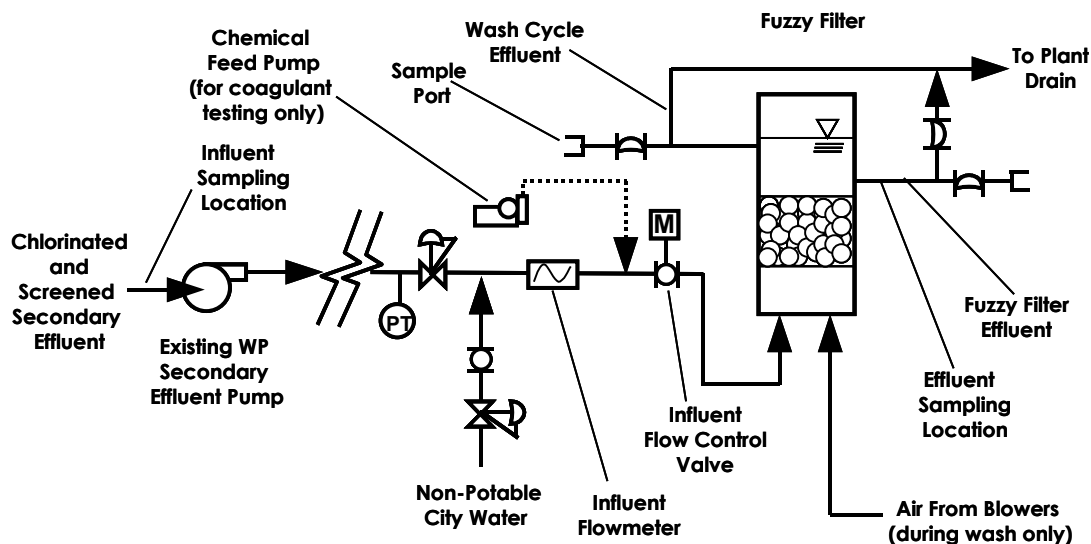 Chemical
Feed Pump
(for coagulant
testing only)
Wash Cycle
Effluent
Fuzzy Filter
Sample
Port
To Plant
Drain
Influent
Sampling
Location
Chlorinated
and
Screened
Secondary
Effluent
M
PT
Existing WP
Secondary
Effluent Pump
Fuzzy Filter
Effluent
Effluent
Sampling
Location
Influent
Flow Control
Valve
Non-Potable
City Water
Influent
Flowmeter
Air From Blowers
(during wash only)